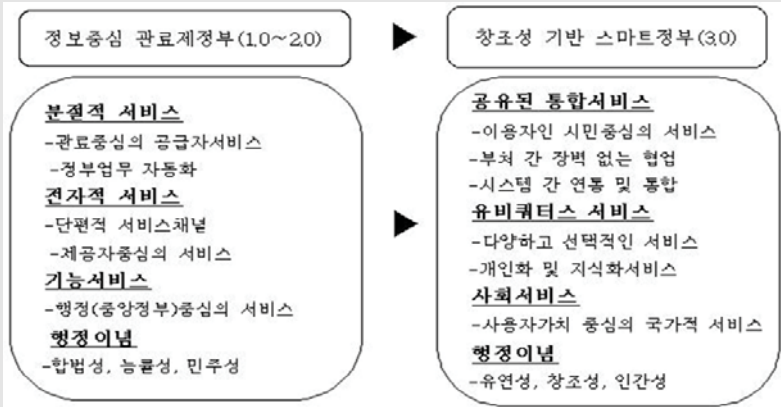 정보중심 관료제정부(1.0~2.0)
분절적 서비스
-관료중심의 공급자서비스
-정부업무 자동화
전자적 서비스
-단편적 서비스채널
-제공자중심의 서비스
기능서비스
-행정(중앙정부)중심의 서비스
행정이념
-합법성, 능률성, 민주성
창조성 기반 스마트정부(3.0)
공유된 통합서비스
-이용자인 시민중심의 서비스
-부처 간 장벽 없는 협업
-시스템 간 연통 및 통합
유비쿼터스 서비스
-다양하고 선택적인 서비스
-개인화 및 지식화서비스
사회서비스
-사용자가치 중심의 국가적 서비스
행정이념
-유연성, 창조성, 인간성